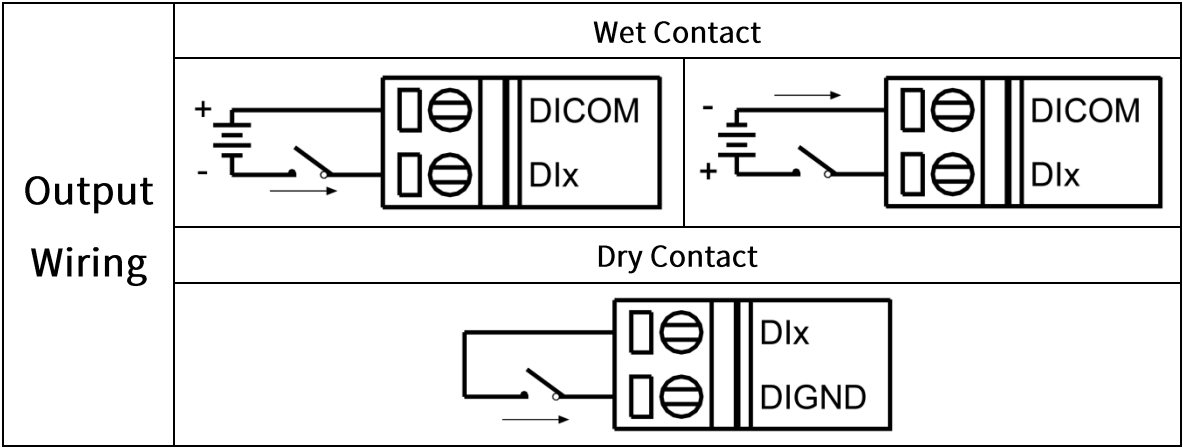 Wet Contact
Output
Wiring
+
-
DICOM
DIx
-
+
DICOM
DIx
Dry Contact
DIx
DIGND